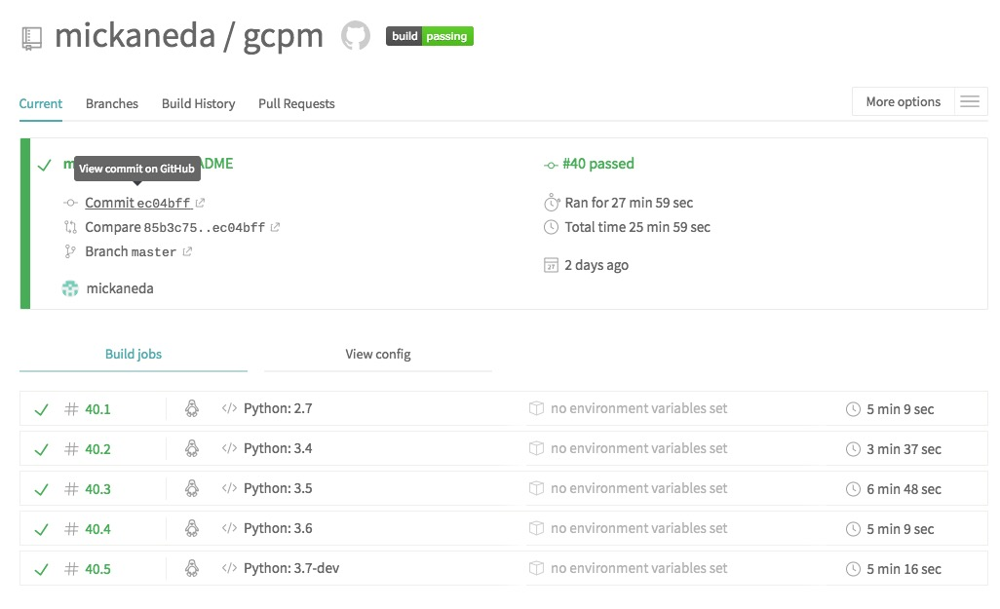 mickaneda / gcpm build passing
Current Branches Build History Pull Requests More options
View commit on GitHub #40 passed
Commit ec04bff Ran for 27 min 59 sec
Compare 85b3c75..ec04bff Total time 25 min 59 sec
Branch master
27 2 days ago
mickaneda
Build jobs View config
# 40.1 </> Python: 2.7 no environment variables set 5 min 9 sec
# 40.2 </> Python: 3.4 no environment variables set 3 min 37 sec
# 40.3 </> Python: 3.5 no environment variables set 6 min 48 sec
# 40.4 </> Python: 3.6 no environment variables set 5 min 9 sec
# 40.5 </> Python: 3.7-dev no environment variables set 5 min 16 sec